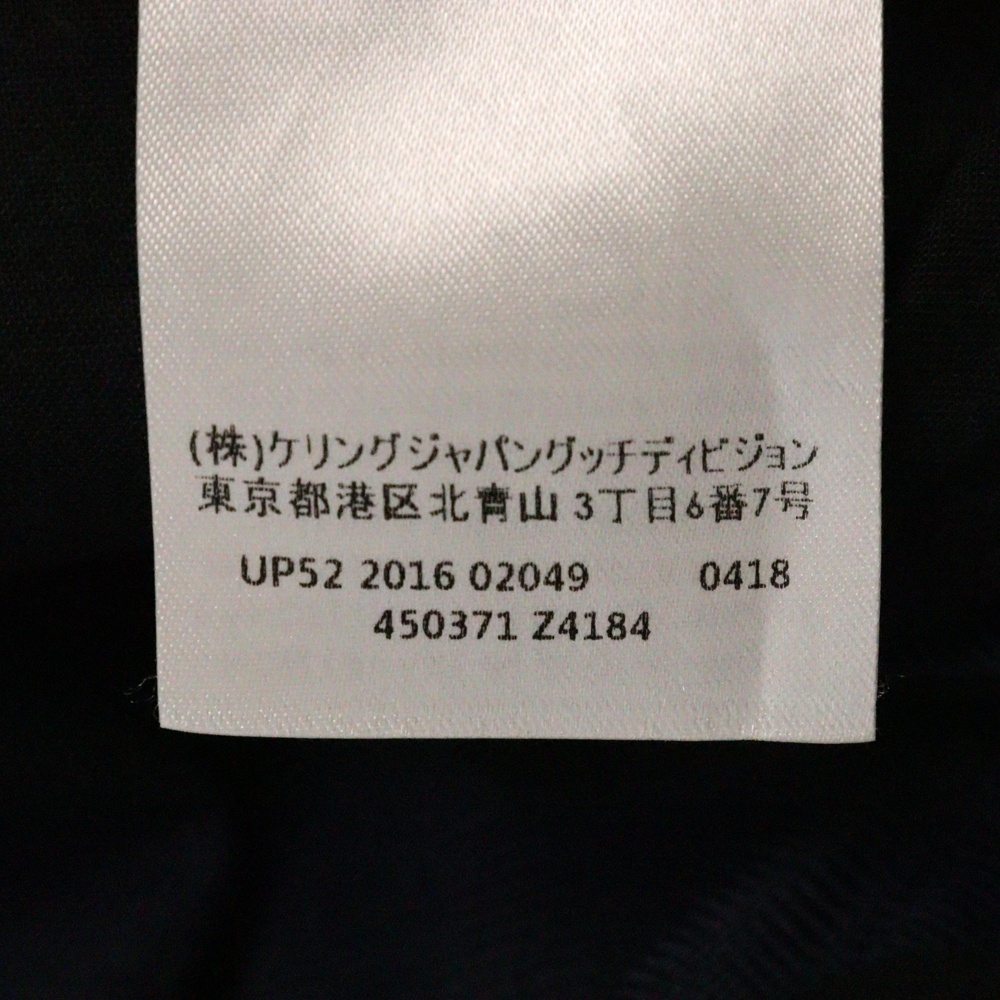 (株)ケリングジャパングッチディビジョン
東京都港区北青山3丁目6番7号
UP52 2016 02049 0418
450371 Z4184